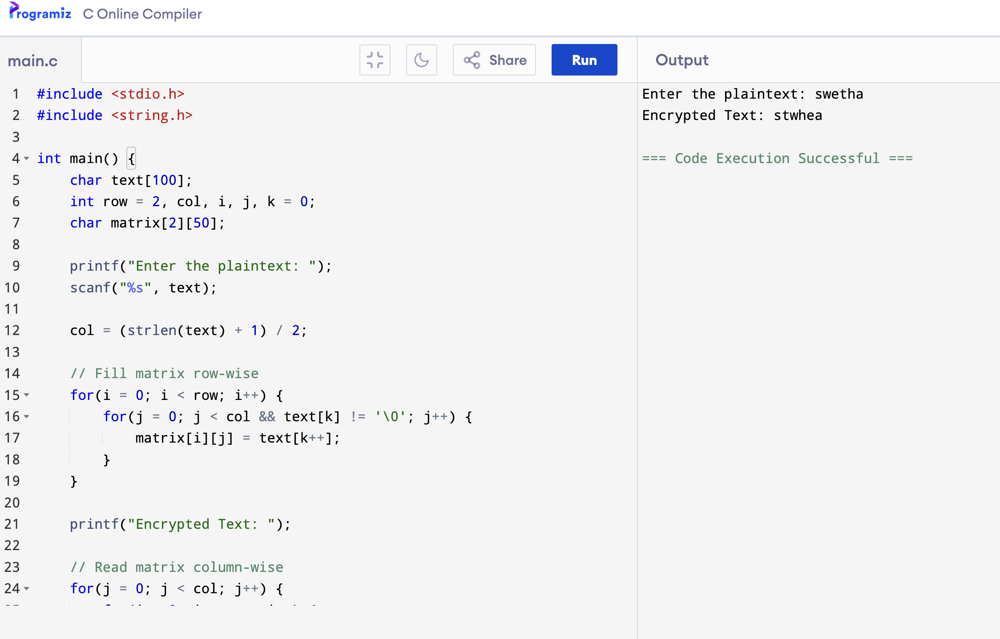 Programiz C Online Compiler
main.c Share Run
1 #include <stdio.h>
2 #include <string.h>
3
4 int main() {
5     char text[100];
6     int row = 2, col, i, j, k = 0;
7     char matrix[2][50];
8
9     printf("Enter the plaintext: ");
10     scanf("%s", text);
11
12     col = (strlen(text) + 1) / 2;
13
14     // Fill matrix row-wise
15     for(i = 0; i < row; i++) {
16         for(j = 0; j < col && text[k] != '\0'; j++) {
17             matrix[i][j] = text[k++];
18         }
19     }
20
21     printf("Encrypted Text: ");
22
23     // Read matrix column-wise
24     for(j = 0; j < col; j++) {
Output
Enter the plaintext: swetha
Encrypted Text: stwhea
=== Code Execution Successful ===